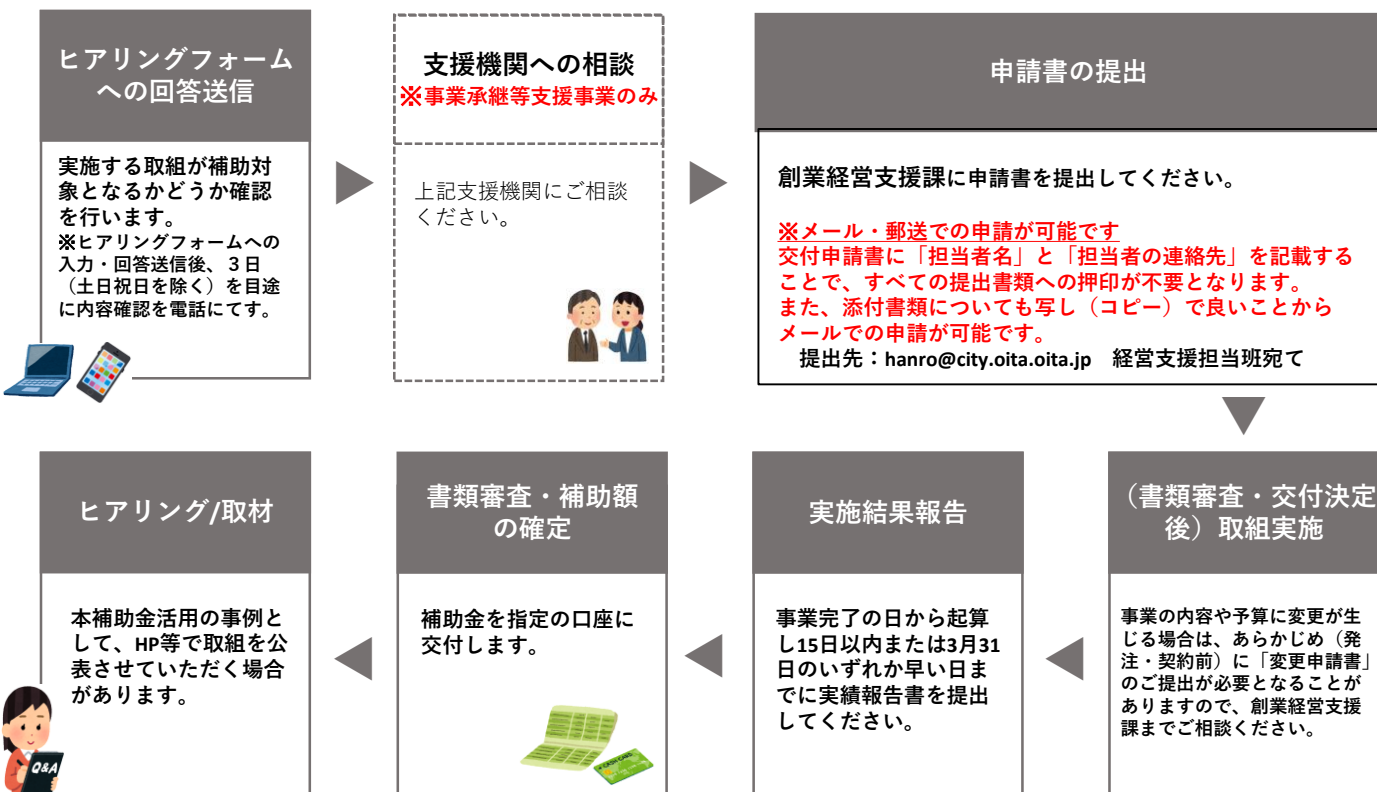 ヒアリングフォーム
への回答送信
実施する取組が補助対
象となるかどうか確認
を行います。
※ヒアリングフォームへの
入力・回答送信後、３日
（土日祝日を除く）を目途
に内容確認を電話にてす。
支援機関への相談
※事業承継等支援事業のみ
上記支援機関にご相談
ください。
申請書の提出
創業経営支援課に申請書を提出してください。
※メール・郵送での申請が可能です
交付申請書に「担当者名」と「担当者の連絡先」を記載する
ことで、すべての提出書類への押印が不要となります。
また、添付書類についても写し（コピー）で良いことから
メールでの申請が可能です。
提出先：hanro@city.oita.oita.jp　経営支援担当班宛て
（書類審査・交付決定
後）取組実施
事業の内容や予算に変更が生
じる場合は、あらかじめ（発
注・契約前）に「変更申請書」
のご提出が必要となることが
ありますので、創業経営支援
課までご相談ください。
実施結果報告
事業完了の日から起算
し15日以内または3月31
日のいずれか早い日ま
でに実績報告書を提出
してください。
書類審査・補助額
の確定
補助金を指定の口座に
交付します。
CASH CARD
ヒアリング/取材
本補助金活用の事例と
して、HP等で取組を公
表させていただく場合
があります。
Q&A